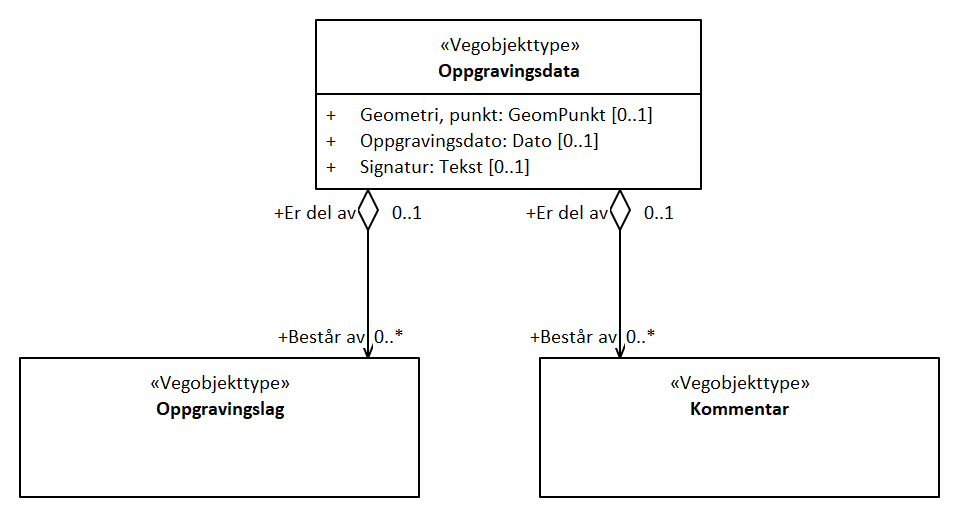 «Vegobjekttype»
Oppgravingsdata
+ Geometri, punkt: GeomPunkt [0..1]
+ Oppgravingsdato: Dato [0..1]
+ Signatur: Tekst [0..1]
+Er del av 0..1
+Er del av 0..1
+Består av 0..*
+Består av 0..*
«Vegobjekttype»
Oppgravingslag
«Vegobjekttype»
Kommentar